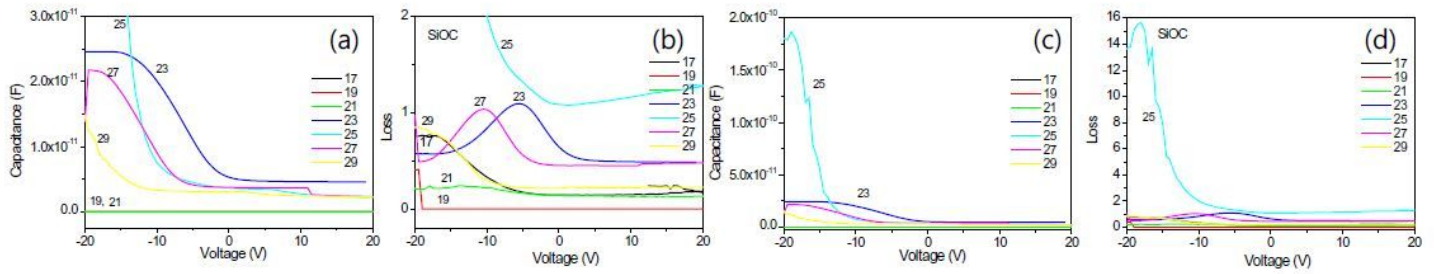 3.0x10-11
2.0x10-11
1.0x10-11
0.0
Capacitance (F)
-20 -10 0 10 20
Voltage (V)
(a)
25
23
27
29
19, 21
17
19
21
23
25
27
29
2
1
0
Loss
-20 -10 0 10 20
Voltage (V)
SiOC
(b)
25
27
23
29
17
21
19
17
19
21
23
25
27
29
2.0x10-10
1.5x10-10
1.0x10-10
5.0x10-11
0.0
Capacitance (F)
-20 -10 0 10 20
Voltage (V)
(c)
25
23
17
19
21
23
25
27
29
16
14
12
10
8
6
4
2
0
Loss
-20 -10 0 10 20
Voltage (V)
SiOC
(d)
25
17
19
21
23
25
27
29